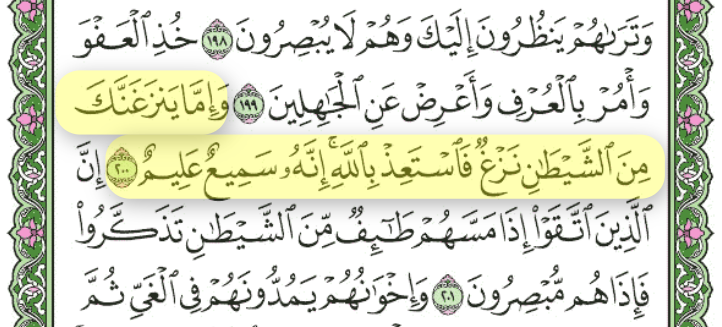 وَتَرَىٰهُمْ يَنظُرُونَ إِلَيْكَ وَهُمْ لَا يُبْصِرُونَ ١٩٨ خُذِ ٱلْعَفْوَ
وَأْمُرْ بِٱلْعُرْفِ وَأَعْرِضْ عَنِ ٱلْجَٰهِلِينَ ١٩٩ وَإِمَّا يَنزَغَنَّكَ
مِنَ ٱلشَّيْطَٰنِ نَزْغٌ فَٱسْتَعِذْ بِٱللَّهِۚ إِنَّهُۥ سَمِيعٌ عَلِيمٌ ٢٠٠ إِنَّ
ٱلَّذِينَ ٱتَّقَوْا۟ إِذَا مَسَّهُمْ طَٰٓئِفٌ مِّنَ ٱلشَّيْطَٰنِ تَذَكَّرُوا۟
فَإِذَا هُم مُّبْصِرُونَ ٢٠١ وَإِخْوَٰنُهُمْ يَمُدُّونَهُمْ فِى ٱلْغَىِّ ثُمَّ